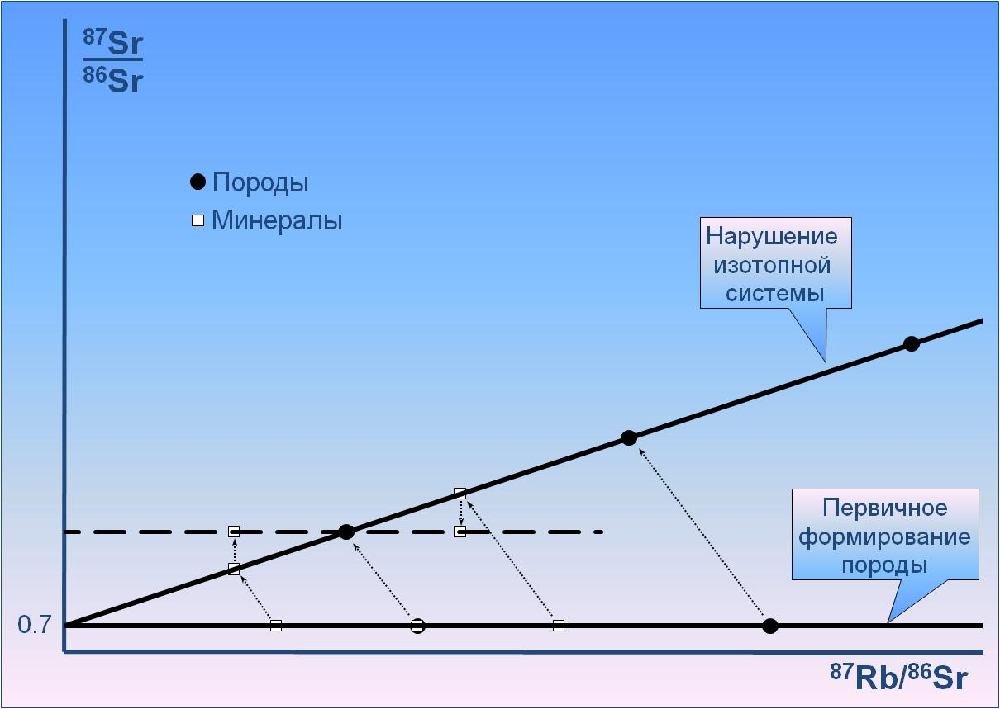 ⁸⁷Sr
⁸⁶Sr
Породы
Минералы
Нарушение
изотопной
системы
Первичное
формирование
породы
0.7
⁸⁷Rb/⁸⁶Sr